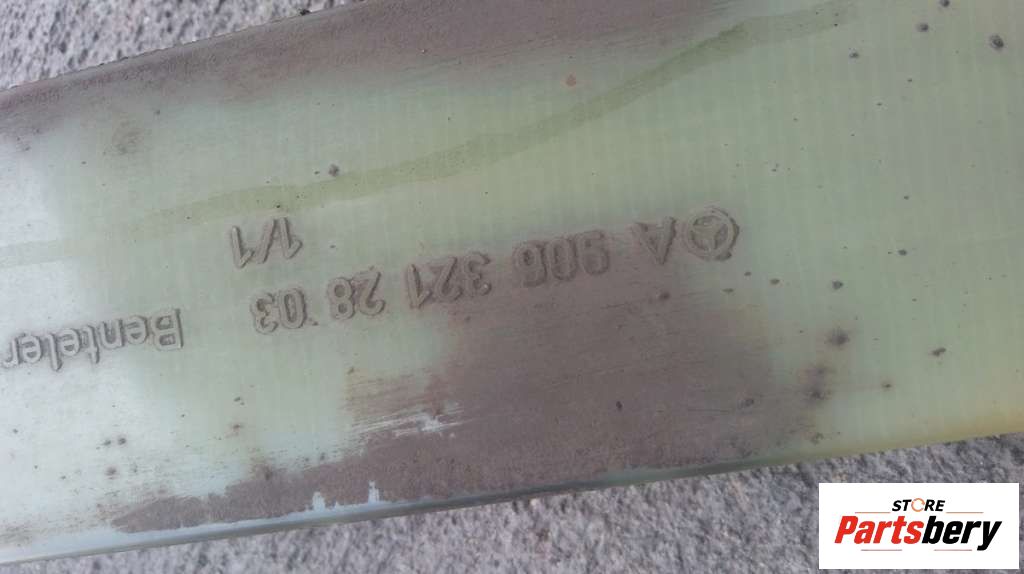 A 906 321 28 03
1/1
Benteler
STORE
Partsbery